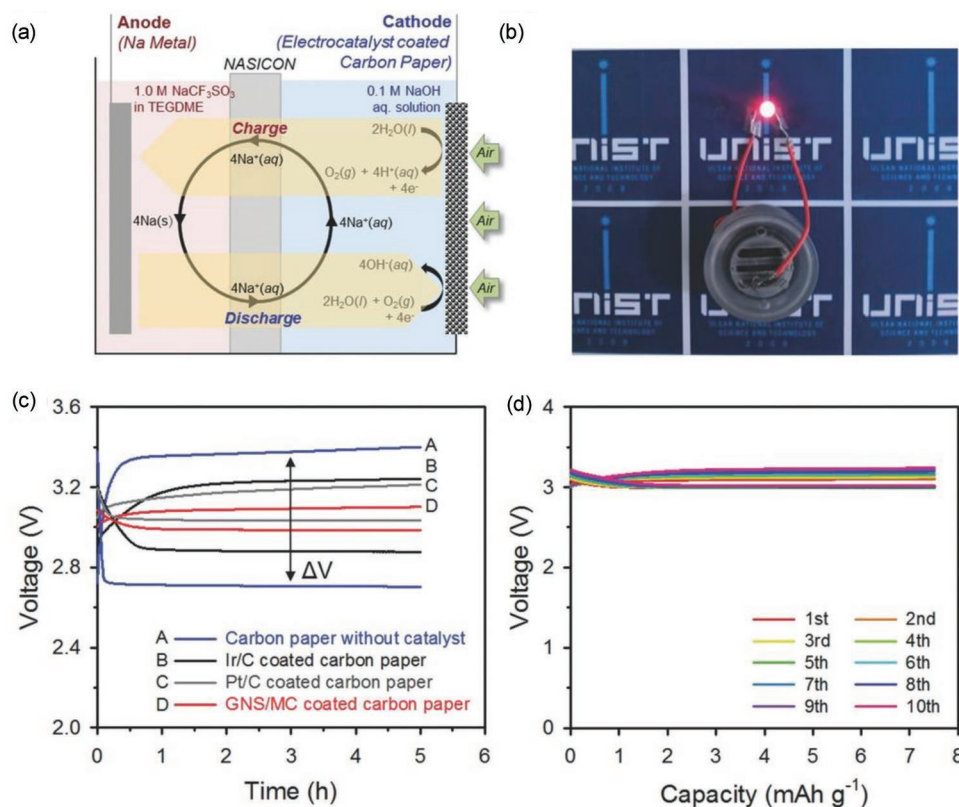 (a)
Anode
(Na Metal)
Cathode
(Electrocatalyst coated
Carbon Paper)
NASICON
1.0 M NaCF₃SO₃
in TEGDME
0.1 M NaOH
aq. solution
Charge
4Na⁺(aq)
2H₂O(l)
O₂(g) + 4H⁺(aq)
+ 4e⁻
Air
4Na(s)
4Na⁺(aq)
Air
4Na⁺(aq)
Discharge
4OH⁻(aq)
2H₂O(l) + O₂(g)
+ 4e⁻
Air
(b)
UNIST
ULSAN NATIONAL INSTITUTE OF
SCIENCE AND TECHNOLOGY
2009
(c)
3.6
3.2
2.8
2.4
2.0
Voltage (V)
A
B
C
D
ΔV
A Carbon paper without catalyst
B Ir/C coated carbon paper
C Pt/C coated carbon paper
D GNS/MC coated carbon paper
0 1 2 3 4 5 6
Time (h)
(d)
4
3
2
1
0
Voltage (V)
1st 2nd
3rd 4th
5th 6th
7th 8th
9th 10th
0 1 2 3 4 5 6 7 8
Capacity (mAh g⁻¹)